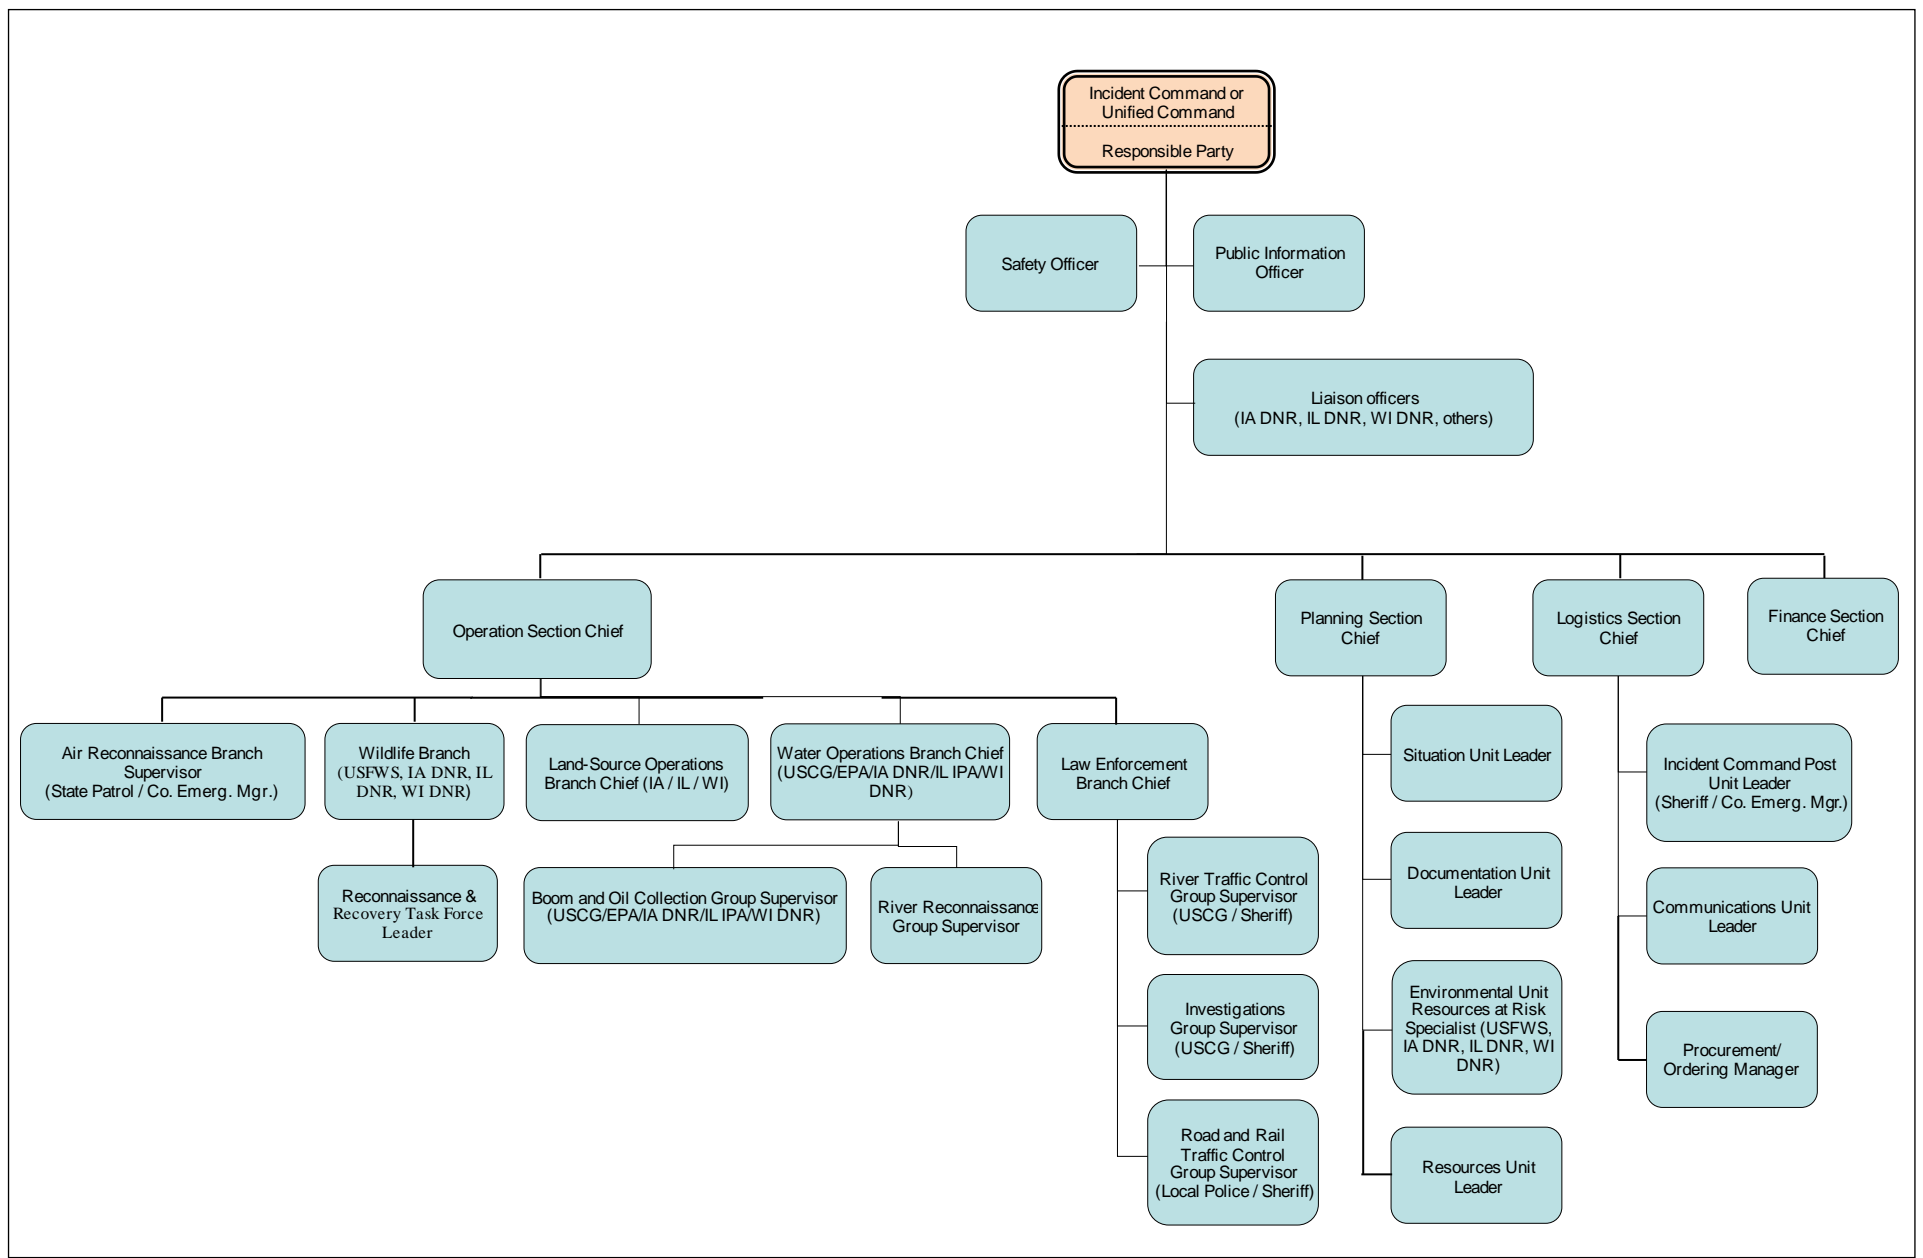 Incident Command or
Unified Command
Responsible Party
Safety Officer
Public Information
Officer
Liaison officers
(IA DNR, IL DNR, WI DNR, others)
Operation Section Chief
Planning Section
Chief
Logistics Section
Chief
Finance Section
Chief
Air Reconnaissance Branch
Supervisor
(State Patrol / Co. Emerg. Mgr.)
Wildlife Branch
(USFWS, IA DNR, IL
DNR, WI DNR)
Land-Source Operations
Branch Chief (IA / IL / WI)
Water Operations Branch Chief
(USCG/EPA/IA DNR/IL IPA/WI
DNR)
Law Enforcement
Branch Chief
Reconnaissance &
Recovery Task Force
Leader
Boom and Oil Collection Group Supervisor
(USCG/EPA/IA DNR/IL IPA/WI DNR)
River Reconnaissance
Group Supervisor
River Traffic Control
Group Supervisor
(USCG / Sheriff)
Investigations
Group Supervisor
(USCG / Sheriff)
Road and Rail
Traffic Control
Group Supervisor
(Local Police / Sheriff)
Situation Unit Leader
Documentation Unit
Leader
Environmental Unit
Resources at Risk
Specialist (USFWS,
IA DNR, IL DNR, WI
DNR)
Resources Unit
Leader
Incident Command Post
Unit Leader
(Sheriff / Co. Emerg. Mgr.)
Communications Unit
Leader
Procurement/
Ordering Manager